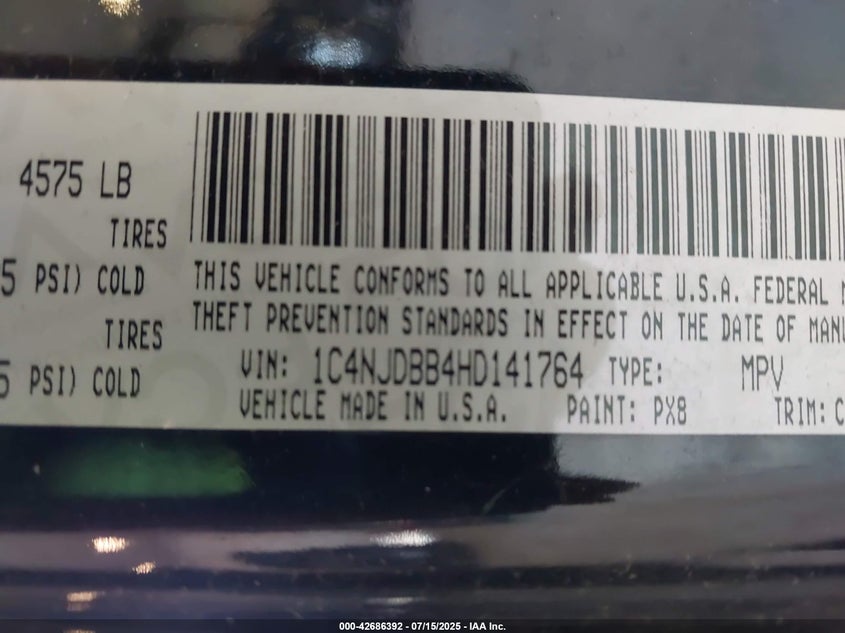 4575 LB
TIRES
5 PSI) COLD
TIRES
5 PSI) COLD
THIS VEHICLE CONFORMS TO ALL APPLICABLE U.S.A. FEDERAL
THEFT PREVENTION STANDARDS IN EFFECT ON THE DATE OF MANU
VIN: 1C4NJDBB4HD141764 TYPE: MPV
VEHICLE MADE IN U.S.A. PAINT: PX8 TRIM: C
000-42686392 - 07/15/2025 - IAA Inc.